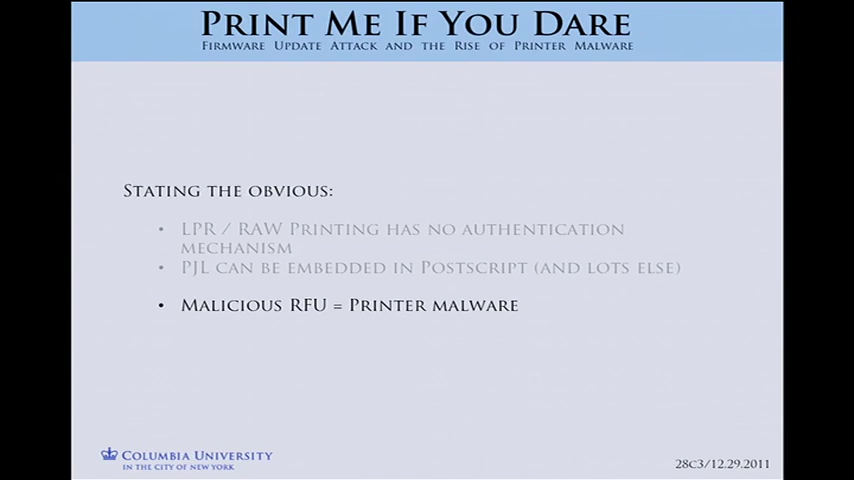 Print Me If You Dare
Firmware Update Attack and the Rise of Printer Malware
Stating the obvious:
• LPR / RAW Printing has no authentication
mechanism
• PJL can be embedded in Postscript (and lots else)
• Malicious RFU = Printer malware
Columbia University
in the City of New York
28c3/12.29.2011